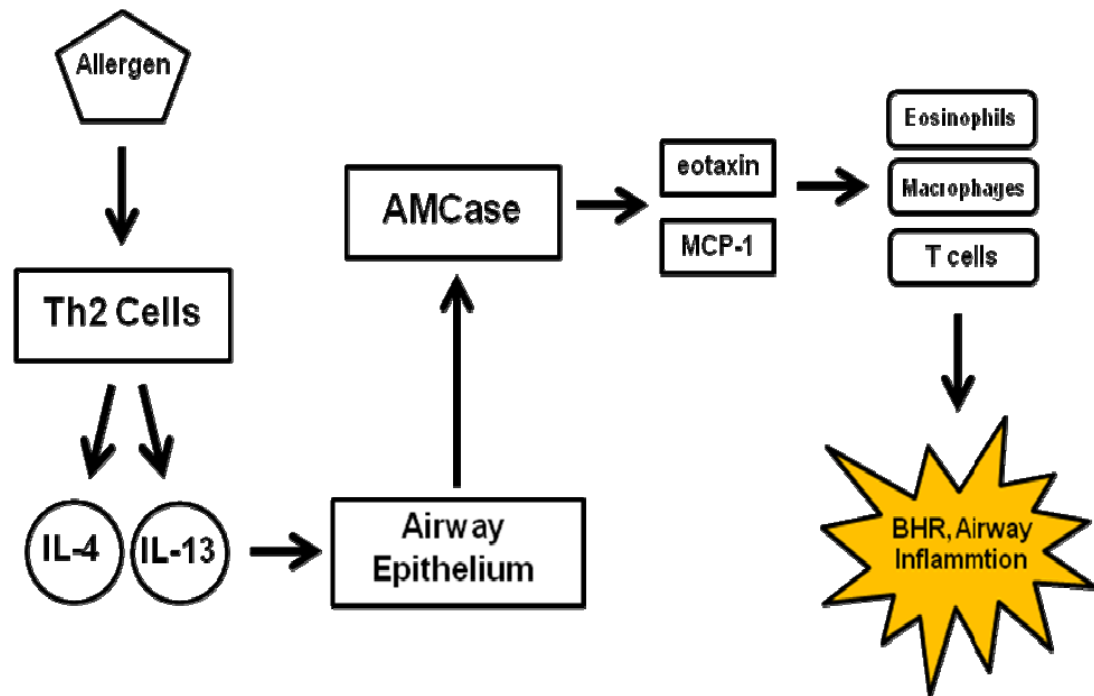 Allergen
Th2 Cells
IL-4
IL-13
Airway
Epithelium
AMCase
eotaxin
MCP-1
Eosinophils
Macrophages
T cells
BHR, Airway
Inflammtion